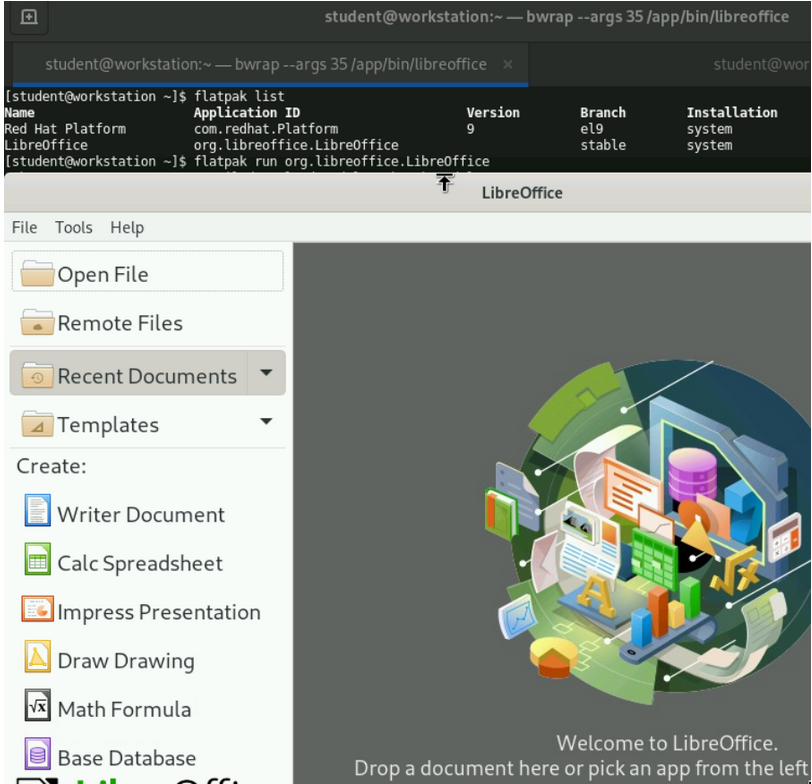 student@workstation:~ — bwrap --args 35 /app/bin/libreoffice
student@workstation:~ — bwrap --args 35 /app/bin/libreoffice × student@wor
[student@workstation ~]$ flatpak list
Name Application ID Version Branch Installation
Red Hat Platform com.redhat.Platform 9 el9 system
LibreOffice org.libreoffice.LibreOffice stable system
[student@workstation ~]$ flatpak run org.libreoffice.LibreOffice
LibreOffice
File Tools Help
Open File
Remote Files
Recent Documents
Templates
Create:
Writer Document
Calc Spreadsheet
Impress Presentation
Draw Drawing
Math Formula
Base Database
Welcome to LibreOffice.
Drop a document here or pick an app from the left